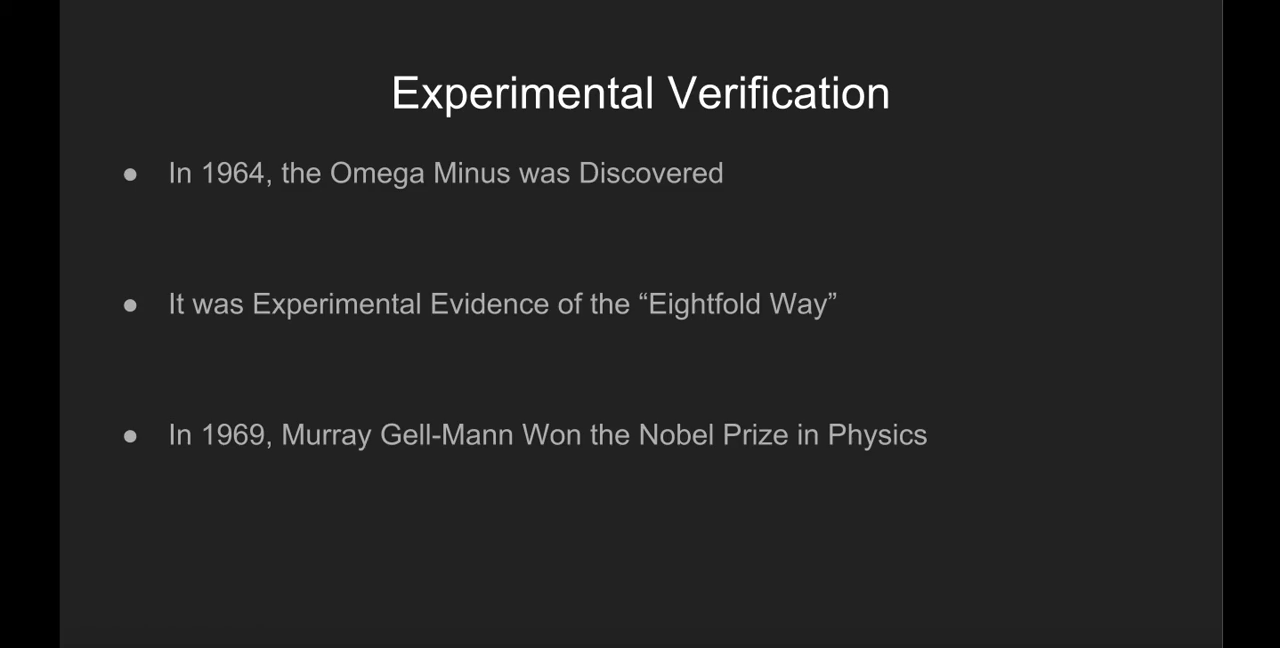 Experimental Verification
● In 1964, the Omega Minus was Discovered
● It was Experimental Evidence of the “Eightfold Way”
● In 1969, Murray Gell-Mann Won the Nobel Prize in Physics